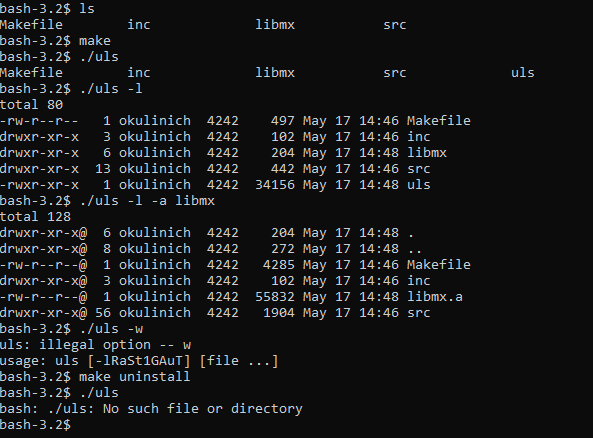 bash-3.2$ ls
Makefile        inc             libmx           src
bash-3.2$ make
bash-3.2$ ./uls
Makefile        inc             libmx           src             uls
bash-3.2$ ./uls -l
total 80
-rw-r--r--   1 okulinich  4242    497 May 17 14:46 Makefile
drwxr-xr-x   3 okulinich  4242    102 May 17 14:46 inc
drwxr-xr-x   6 okulinich  4242    204 May 17 14:48 libmx
drwxr-xr-x  13 okulinich  4242    442 May 17 14:46 src
-rwxr-xr-x   1 okulinich  4242  34156 May 17 14:48 uls
bash-3.2$ ./uls -l -a libmx
total 128
drwxr-xr-x@  6 okulinich  4242    204 May 17 14:48 .
drwxr-xr-x@  8 okulinich  4242    272 May 17 14:48 ..
-rw-r--r--@  1 okulinich  4242   4285 May 17 14:46 Makefile
drwxr-xr-x@  3 okulinich  4242    102 May 17 14:46 inc
-rw-r--r--@  1 okulinich  4242  55832 May 17 14:48 libmx.a
drwxr-xr-x@ 56 okulinich  4242   1904 May 17 14:46 src
bash-3.2$ ./uls -w
uls: illegal option -- w
usage: uls [-lRaSt1GAuT] [file ...]
bash-3.2$ make uninstall
bash-3.2$ ./uls
bash: ./uls: No such file or directory
bash-3.2$